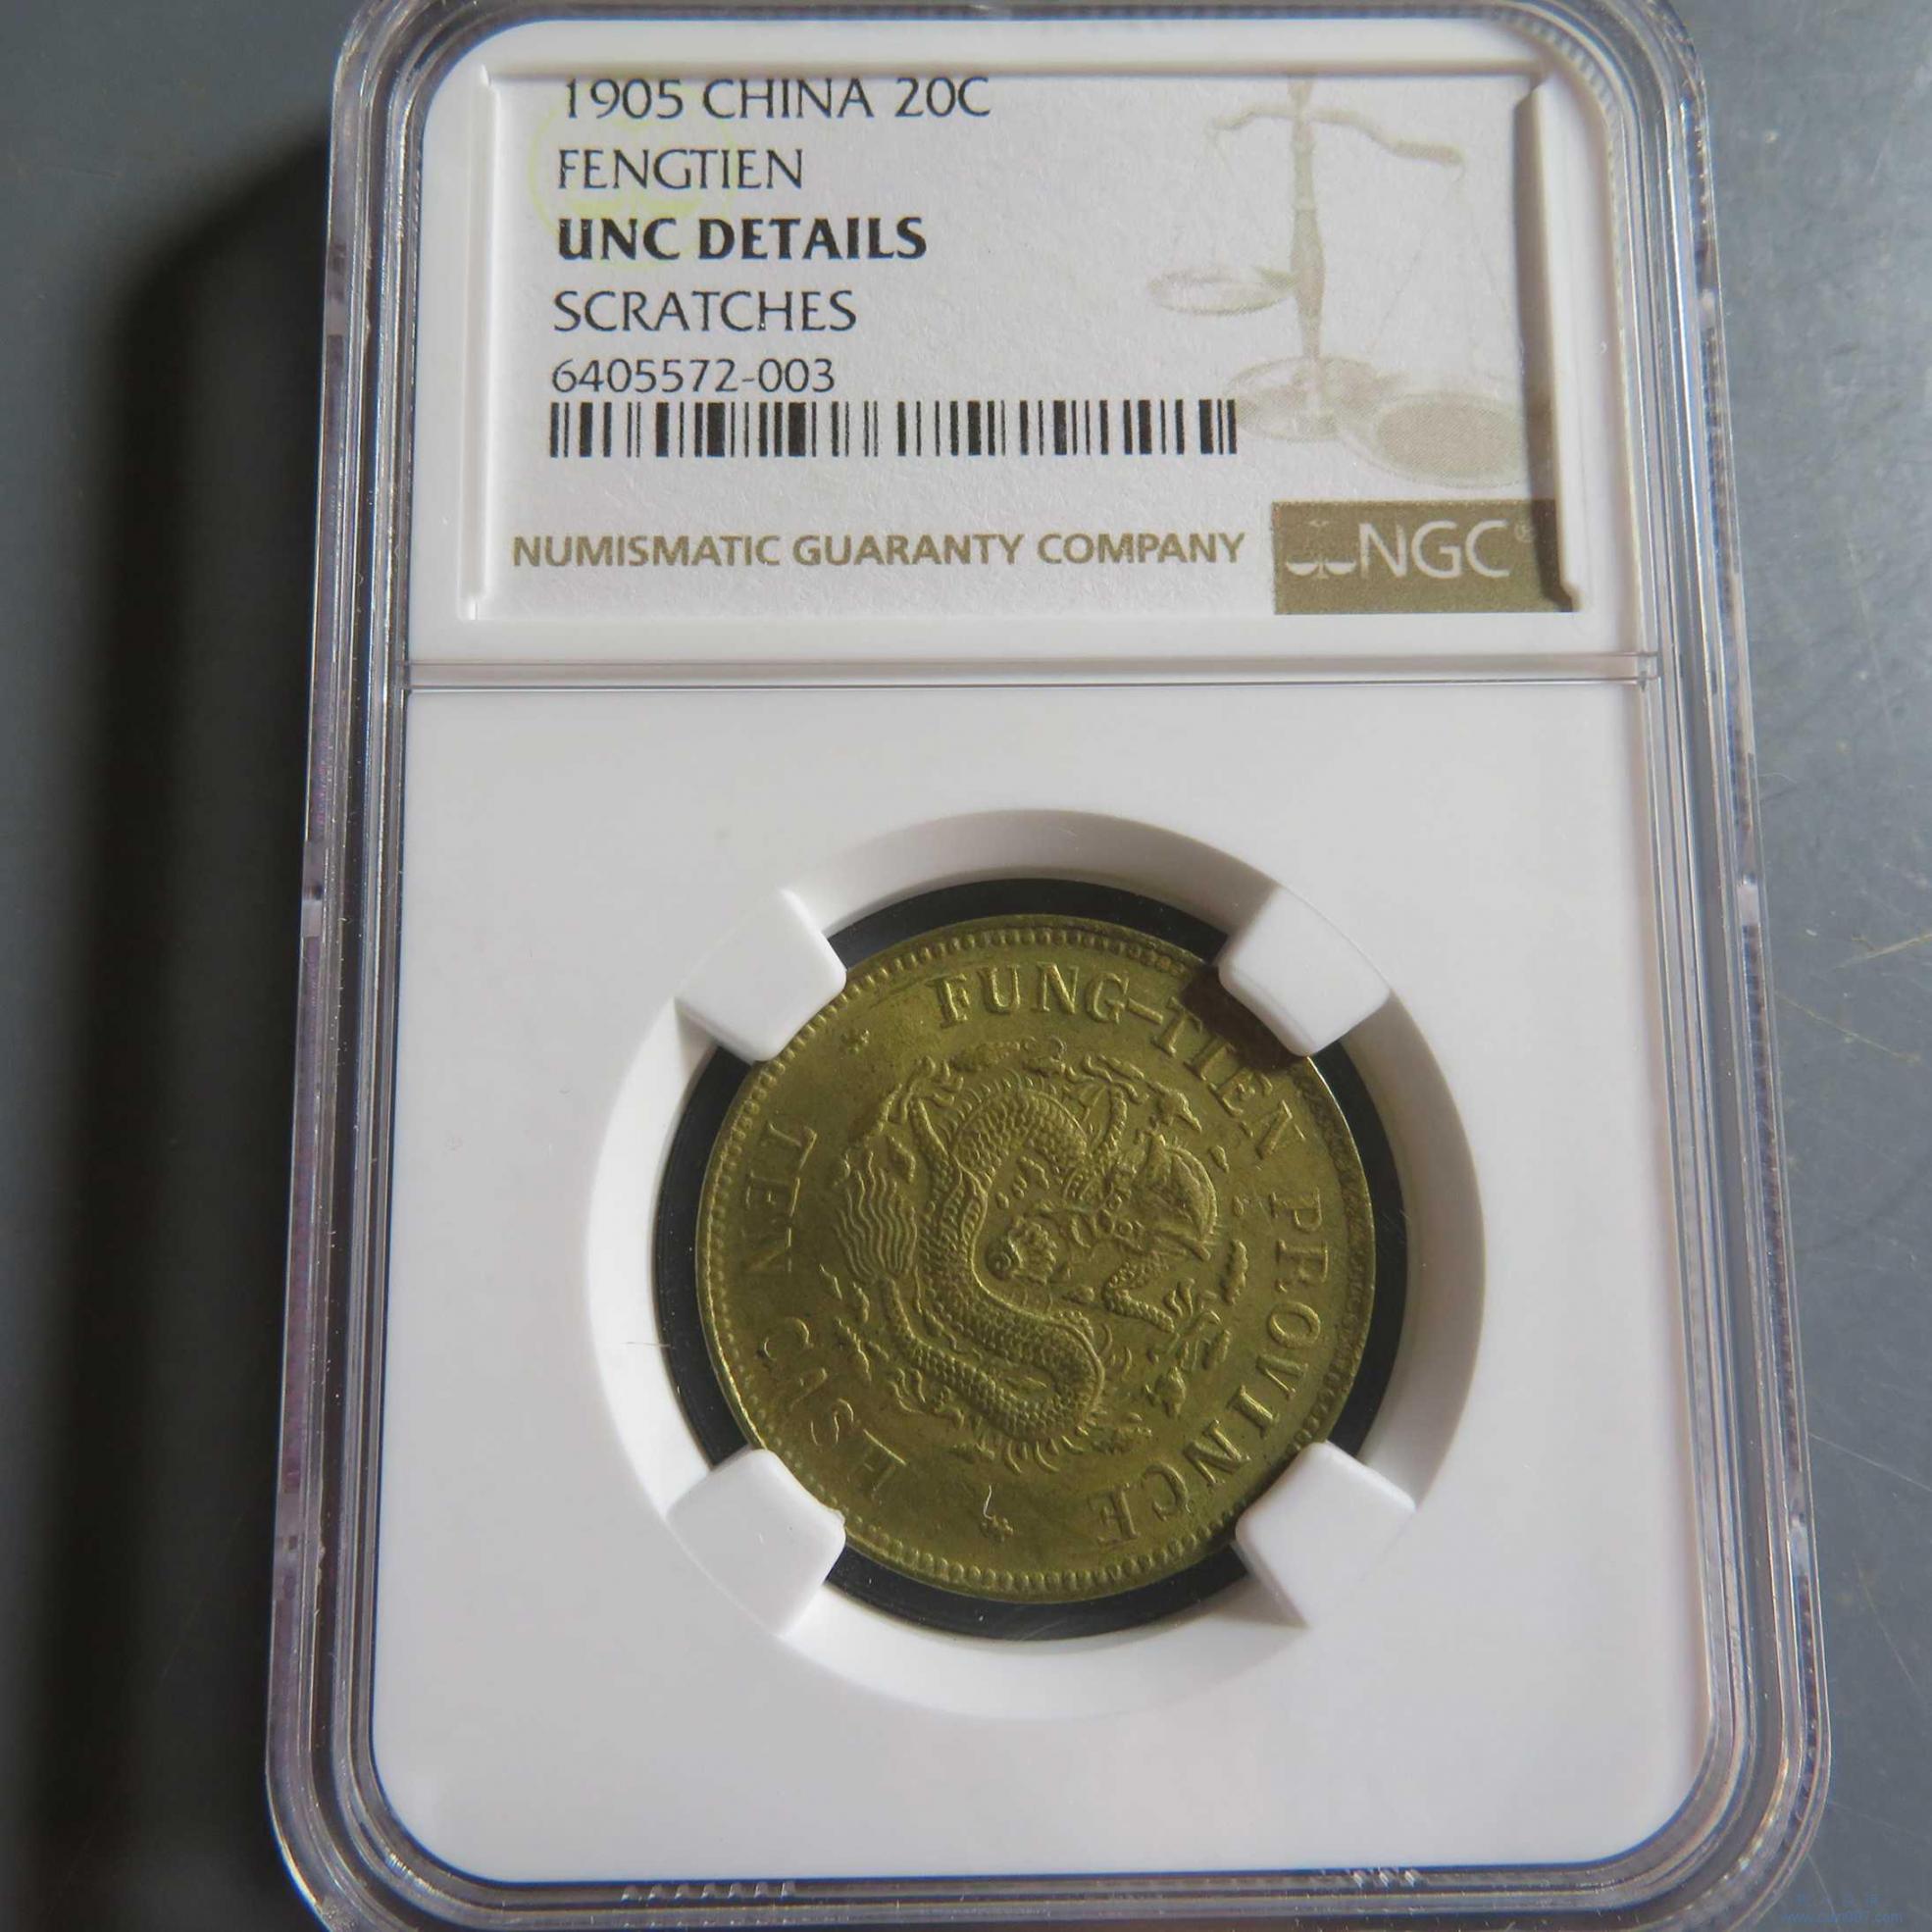 1905 CHINA 20C
FENGTIEN
UNC DETAILS
SCRATCHES
6405572-003
NUMISMATIC GUARANTY COMPANY
NGC®
FUNG-TIEN PROVINCE
TEN CASH